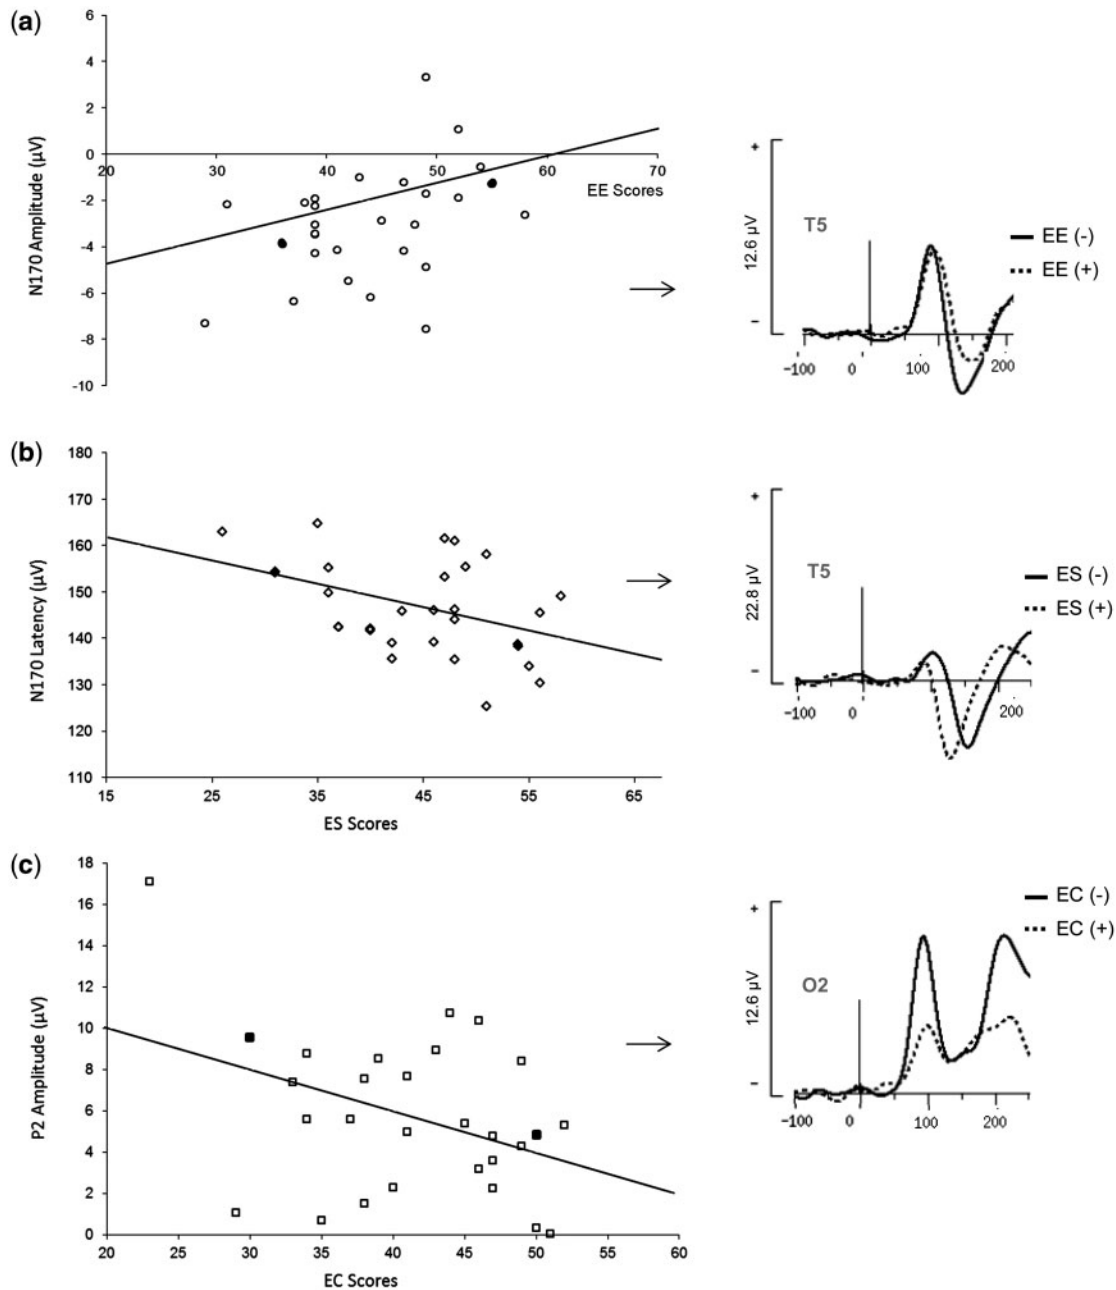 (a)
6
4
2
0
-2
-4
-6
-8
-10
20 30 40 50 60 70
EE Scores
N170 Amplitude (µV)
+
12.6 µV
−
T5
EE (-)
EE (+)
−100 0 100 200
(b)
180
170
160
150
140
130
120
110
15 25 35 45 55 65
ES Scores
N170 Latency (µV)
+
22.8 µV
−
T5
ES (-)
ES (+)
−100 0 200
(c)
18
16
14
12
10
8
6
4
2
0
20 25 30 35 40 45 50 55 60
EC Scores
P2 Amplitude (µV)
+
12.6 µV
−
O2
EC (-)
EC (+)
−100 0 100 200